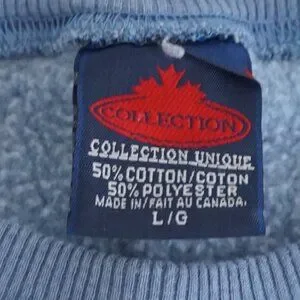 COLLECTION
COLLECTION UNIQUE
50% COTTON/COTON
50% POLYESTER
MADE IN/FAIT AU CANADA.
L/G